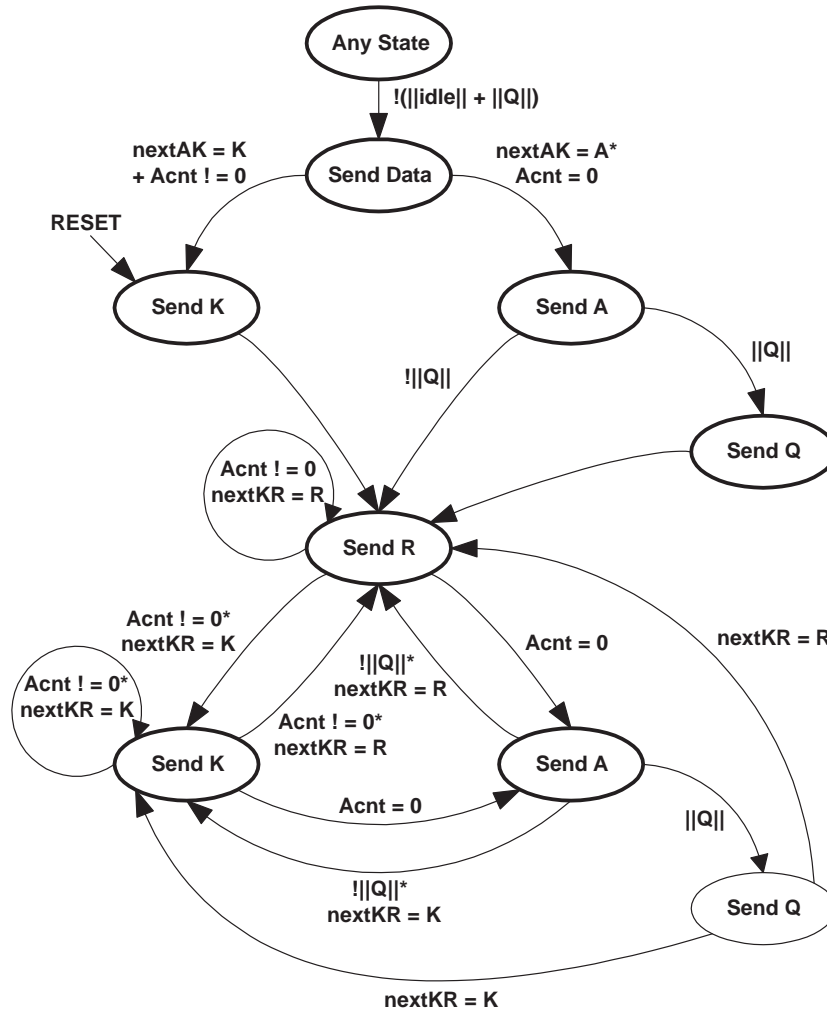 Any State
!(||idle|| + ||Q||)
nextAK = K
+ Acnt ! = 0
Send Data
nextAK = A*
Acnt = 0
RESET
Send K
Send A
||Q||
!||Q||
Send Q
Acnt ! = 0
nextKR = R
Send R
Acnt ! = 0*
nextKR = K
Acnt = 0
nextKR = R
!||Q||*
nextKR = R
Acnt ! = 0*
nextKR = K
Acnt ! = 0*
nextKR = R
Send K
Send A
Acnt = 0
||Q||
!||Q||*
nextKR = K
Send Q
nextKR = K